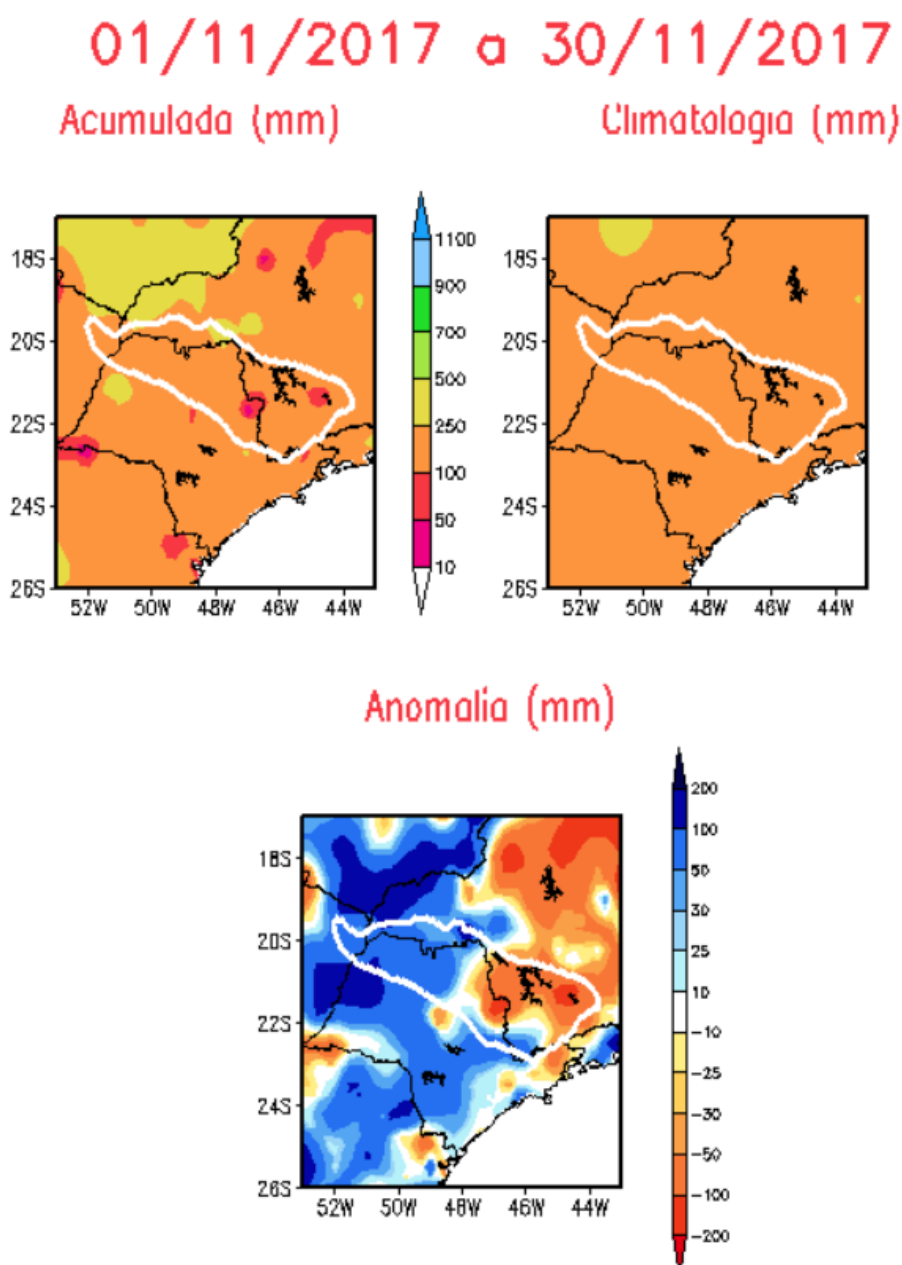 01/11/2017 a 30/11/2017
Acumulada (mm)
Climatologia (mm)
18S
20S
22S
24S
26S
52W 50W 48W 46W 44W
1100
900
700
500
250
100
50
10
18S
20S
22S
24S
26S
52W 50W 48W 46W 44W
Anomalia (mm)
18S
20S
22S
24S
26S
52W 50W 48W 46W 44W
200
100
50
30
25
10
-10
-25
-30
-50
-100
-200